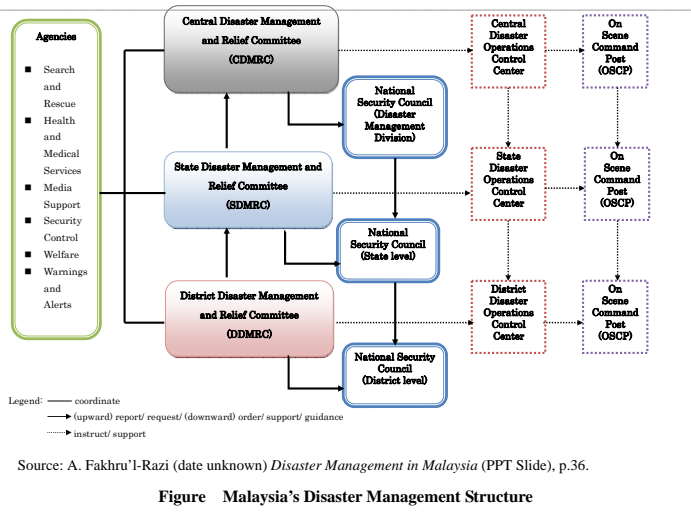 Agencies
■ Search
and
Rescue
■ Health
and
Medical
Services
■ Media
Support
■ Security
Control
■ Welfare
■ Warnings
and
Alerts
Central Disaster Management
and Relief Committee
(CDMRC)
State Disaster Management and
Relief Committee
(SDMRC)
District Disaster Management
and Relief Committee
(DDMRC)
National
Security Council
(Disaster
Management
Division)
National
Security Council
(State level)
National Security
Council
(District level)
Central
Disaster
Operations
Control
Center
On
Scene
Command
Post
(OSCP)
State
Disaster
Operations
Control
Center
On
Scene
Command
Post
(OSCP)
District
Disaster
Operations
Control
Center
On
Scene
Command
Post
(OSCP)
Legend: coordinate
(upward) report/ request/ (downward) order/ support/ guidance
instruct/ support
Source: A. Fakhru’l-Razi (date unknown) Disaster Management in Malaysia (PPT Slide), p.36.
Figure Malaysia’s Disaster Management Structure